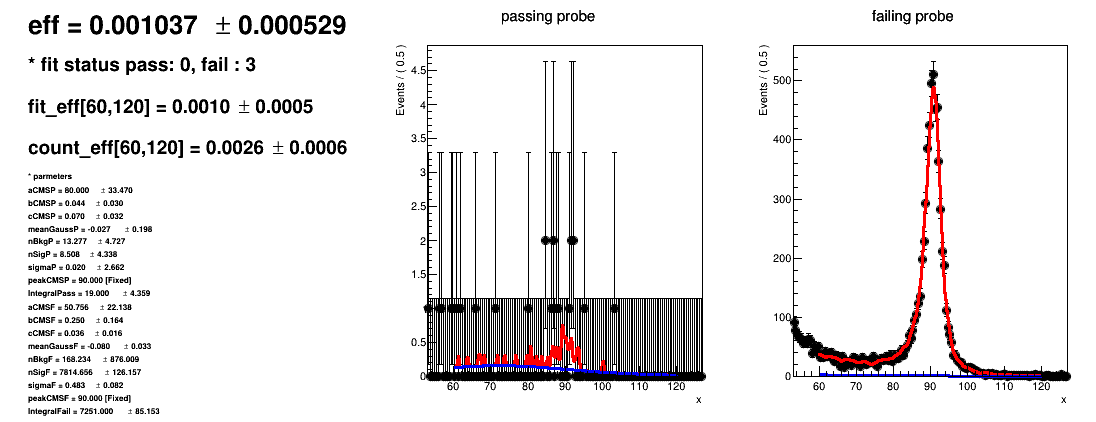 eff = 0.001037 ± 0.000529
* fit status pass: 0, fail : 3
fit_eff[60,120] = 0.0010 ± 0.0005
count_eff[60,120] = 0.0026 ± 0.0006
* parmeters
aCMSP = 80.000 ± 33.470
bCMSP = 0.044 ± 0.030
cCMSP = 0.070 ± 0.032
meanGaussP = -0.027 ± 0.198
nBkgP = 13.277 ± 4.727
nSigP = 8.508 ± 4.338
sigmaP = 0.020 ± 2.662
peakCMSP = 90.000 [Fixed]
IntegralPass = 19.000 ± 4.359
aCMSF = 50.756 ± 22.138
bCMSF = 0.250 ± 0.164
cCMSF = 0.036 ± 0.016
meanGaussF = -0.080 ± 0.033
nBkgF = 168.234 ± 876.009
nSigF = 7814.656 ± 126.157
sigmaF = 0.483 ± 0.082
peakCMSF = 90.000 [Fixed]
IntegralFail = 7251.000 ± 85.153
passing probe
Events / ( 0.5 )
4.5
4
3.5
3
2.5
2
1.5
1
0.5
0
60 70 80 90 100 110 120
x
failing probe
Events / ( 0.5 )
500
400
300
200
100
0
60 70 80 90 100 110 120
x